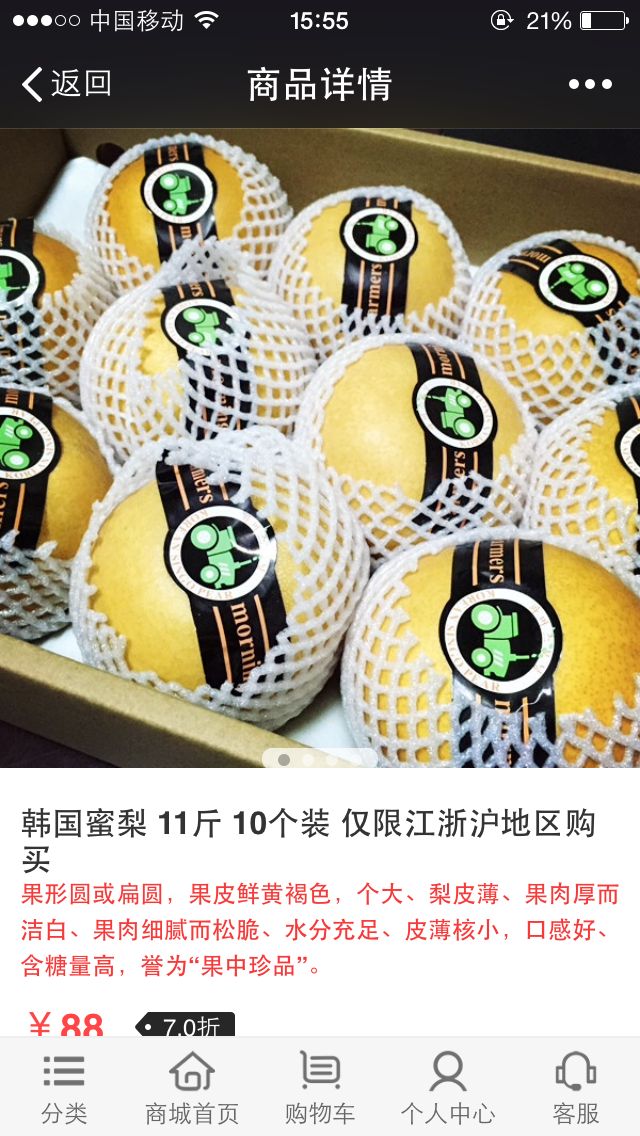 中国移动
15:55
21%
返回
商品详情
morning
farmers
韩国蜜梨 11斤 10个装 仅限江浙沪地区购
买
果形圆或扁圆，果皮鲜黄褐色，个大、梨皮薄、果肉厚而
洁白、果肉细腻而松脆、水分充足、皮薄核小，口感好、
含糖量高，誉为“果中珍品”。
￥88
7.0折
分类
商城首页
购物车
个人中心
客服